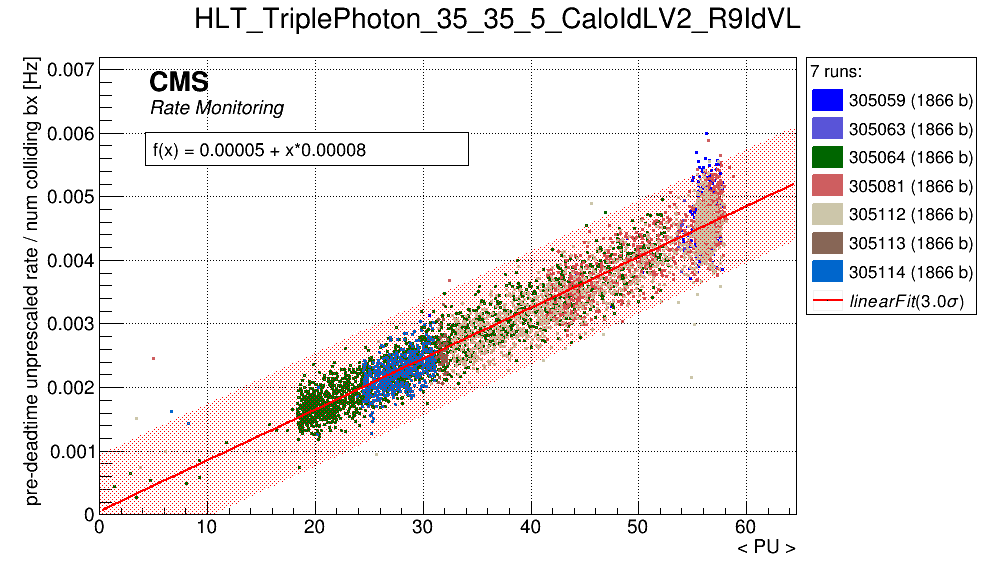 HLT_TriplePhoton_35_35_5_CaloIdLV2_R9IdVL
pre-deadtime unprescaled rate / num colliding bx [Hz]
0.007
0.006
0.005
0.004
0.003
0.002
0.001
0
CMS
Rate Monitoring
f(x) = 0.00005 + x*0.00008
0 10 20 30 40 50 60
< PU >
7 runs:
305059 (1866 b)
305063 (1866 b)
305064 (1866 b)
305081 (1866 b)
305112 (1866 b)
305113 (1866 b)
305114 (1866 b)
linearFit(3.0σ)